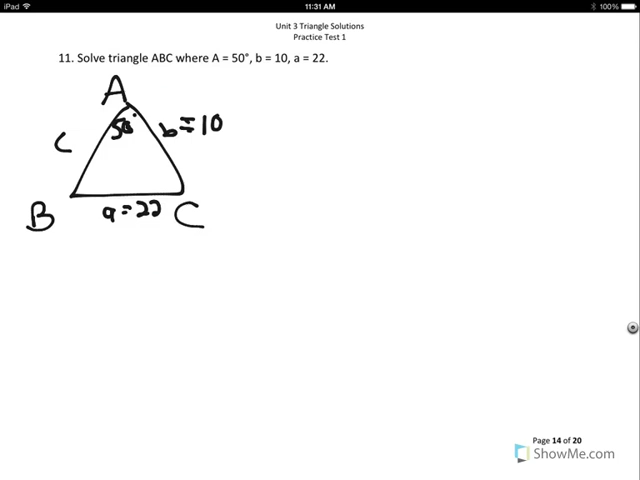 iPad 11:31 AM 100%
Unit 3 Triangle Solutions
Practice Test 1
11. Solve triangle ABC where A = 50°, b = 10, a = 22.
A
50°
b = 10
c
B
a = 22
C
Page 14 of 20
ShowMe.com